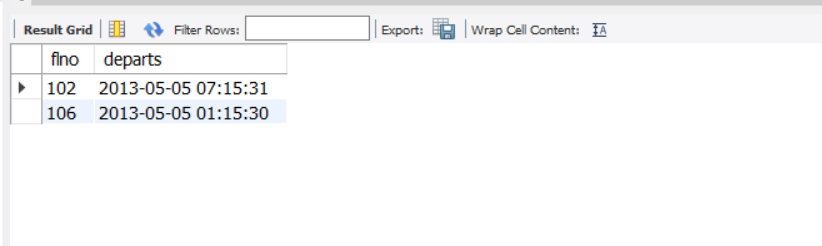 Result Grid Filter Rows: Export: Wrap Cell Content: IA
flno departs
102 2013-05-05 07:15:31
106 2013-05-05 01:15:30